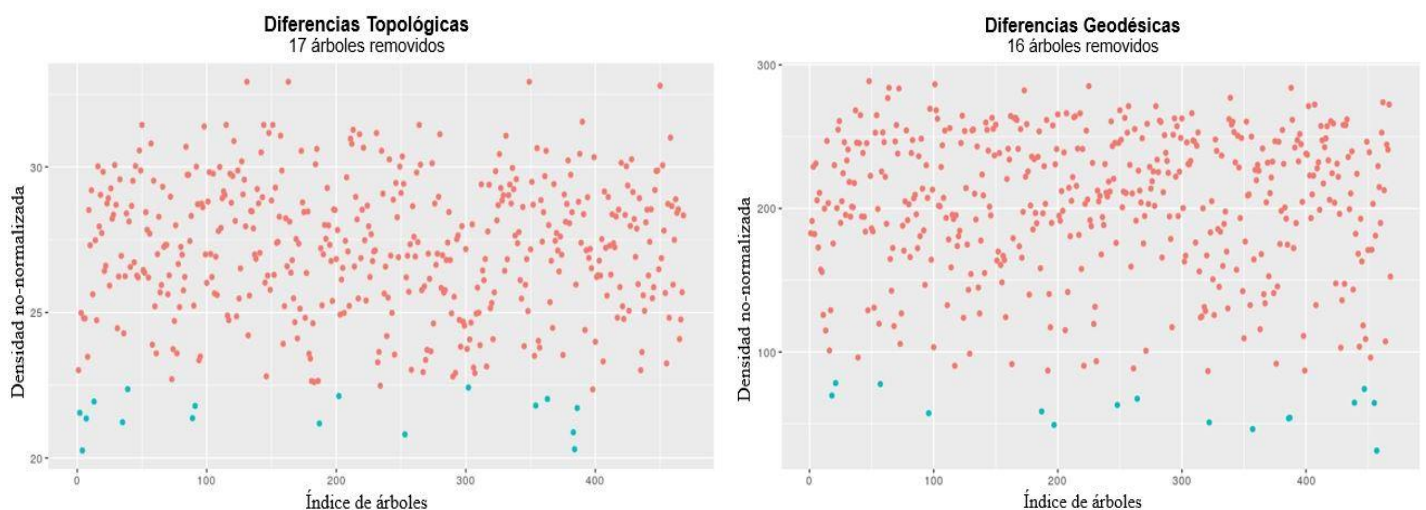 Diferencias Topológicas
17 árboles removidos
Densidad no-normalizada
30
25
20
0
100
200
300
400
Índice de árboles
Diferencias Geodésicas
16 árboles removidos
Densidad no-normalizada
300
200
100
0
100
200
300
400
Índice de árboles